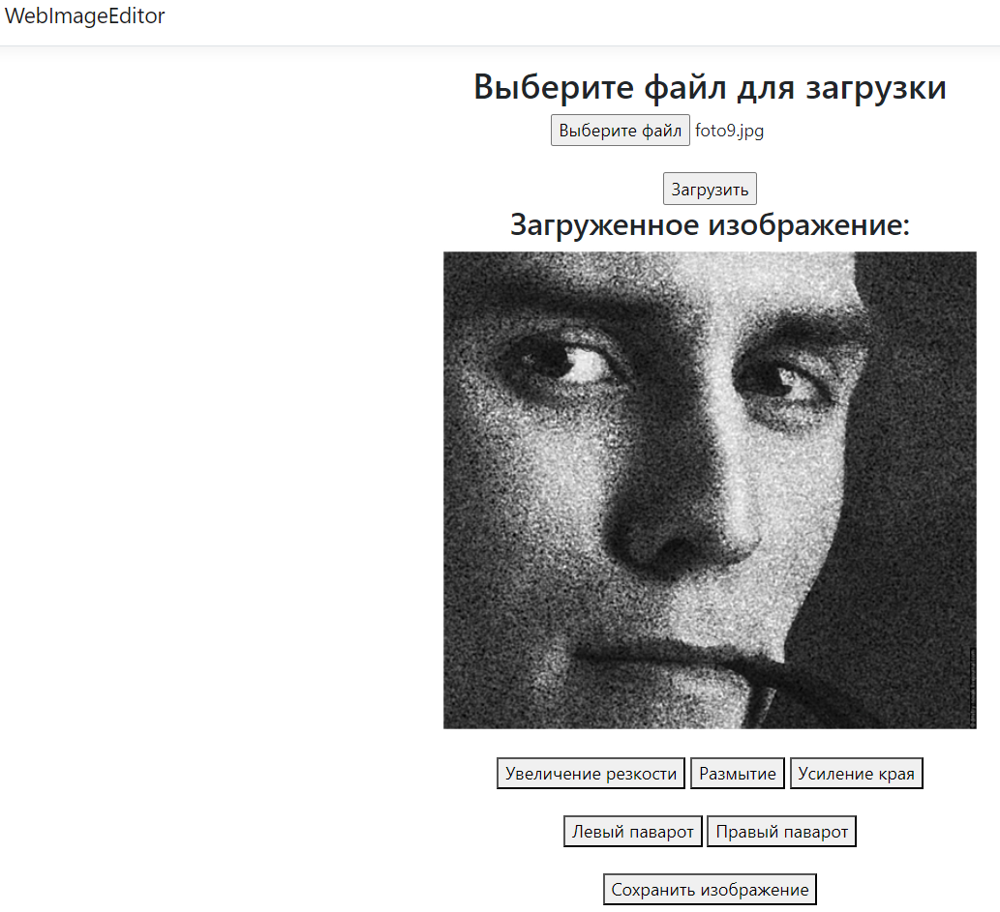 WebImageEditor
Выберите файл для загрузки
Выберите файл foto9.jpg
Загрузить
Загруженное изображение:
Увеличение резкости Размытие Усиление края
Левый паварот Правый паварот
Сохранить изображение